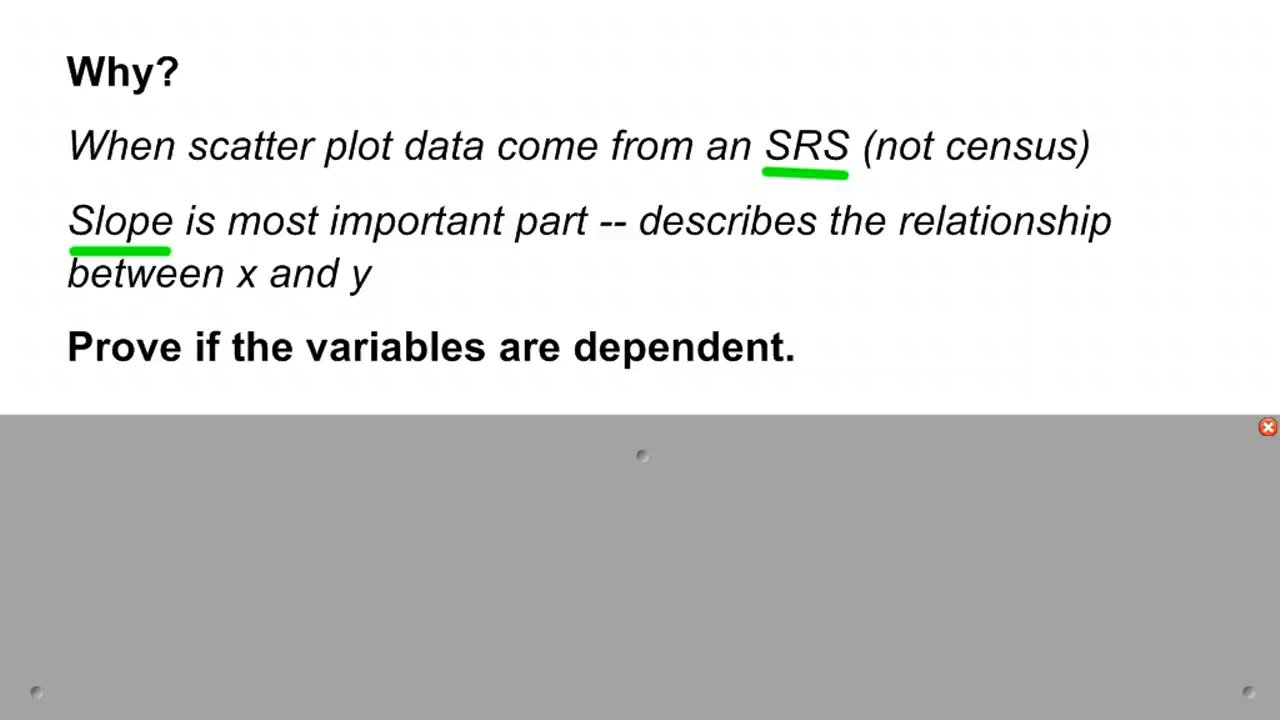 Why?
When scatter plot data come from an SRS (not census)
Slope is most important part -- describes the relationship
between x and y
Prove if the variables are dependent.